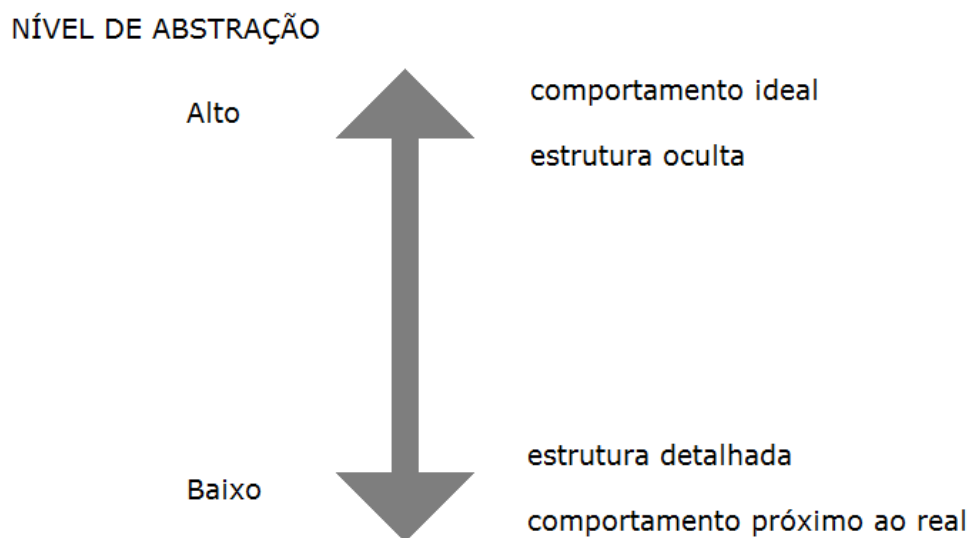 NÍVEL DE ABSTRAÇÃO
Alto
comportamento ideal
estrutura oculta
Baixo
estrutura detalhada
comportamento próximo ao real